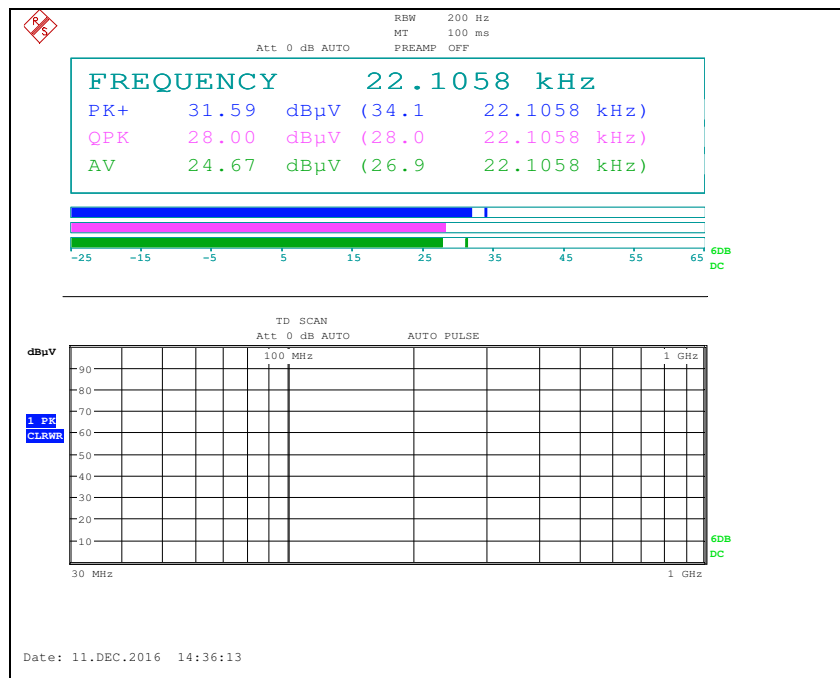 R S
RBW 200 Hz
MT 100 ms
Att 0 dB AUTO PREAMP OFF
FREQUENCY 22.1058 kHz
PK+ 31.59 dBµV (34.1 22.1058 kHz)
QPK 28.00 dBµV (28.0 22.1058 kHz)
AV 24.67 dBµV (26.9 22.1058 kHz)
-25 -15 -5 5 15 25 35 45 55 65
6DB
DC
TD SCAN
Att 0 dB AUTO AUTO PULSE
dBµV
100 MHz 1 GHz
90
80
70
1 PK
CLRWR
60
50
40
30
20
10
6DB
DC
30 MHz 1 GHz
Date: 11.DEC.2016 14:36:13